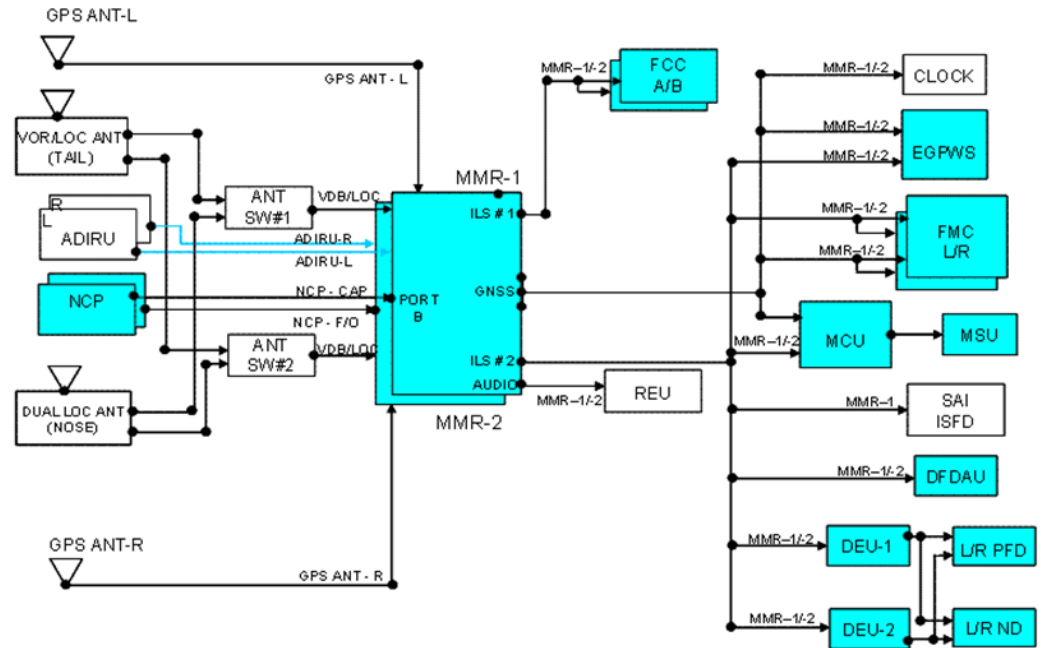 GPS ANT-L
GPS ANT - L
MMR-1/-2
FCC
A/B
MMR-1/-2
CLOCK
VOR/LOC ANT
(TAIL)
MMR-1/-2
MMR-1/-2
EGPWS
MMR-1
ANT
SW#1
VDB/LOC
ILS # 1
R
L
ADIRU
ADIRU-R
ADIRU-L
MMR-1/-2
MMR-1/-2
FMC
L/R
NCP
NCP - CAP
NCP - F/O
PORT
B
GNSS
ANT
SW#2
VDB/LOC
ILS # 2
MMR-1/-2
MCU
MSU
AUDIO
MMR-1/-2
REU
DUAL LOC ANT
(NOSE)
MMR-2
MMR-1
SAI
ISFD
MMR-1/-2
DFDAU
GPS ANT-R
GPS ANT - R
MMR-1/-2
DEU-1
L/R PFD
MMR-1/-2
DEU-2
L/R ND